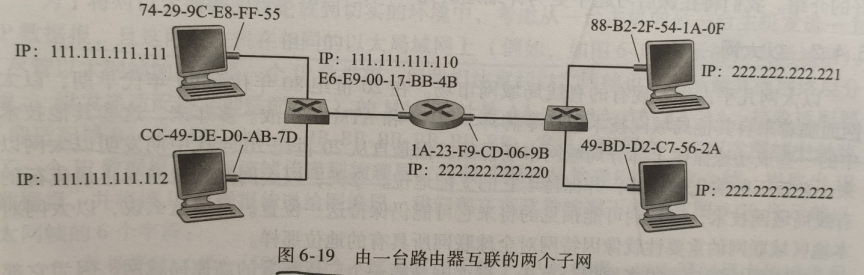 74-29-9C-E8-FF-55
IP: 111.111.111.111
IP: 111.111.111.110
E6-E9-00-17-BB-4B
88-B2-2F-54-1A-0F
IP: 222.222.222.221
CC-49-DE-D0-AB-7D
IP: 111.111.111.112
1A-23-F9-CD-06-9B
IP: 222.222.222.220
49-BD-D2-C7-56-2A
IP: 222.222.222.222
图 6-19 由一台路由器互联的两个子网